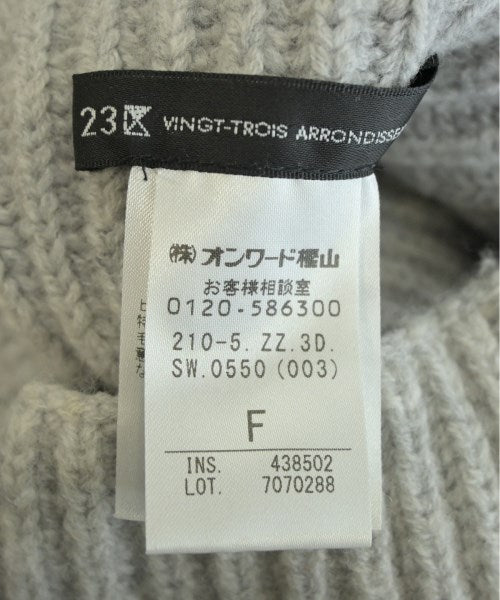 23区 VINGT-TROIS ARRONDISSE
(株)オンワード樫山
お客様相談室
0120-586300
210-5. ZZ. 3D.
SW. 0550 (003)
F
INS. 438502
LOT. 7070288